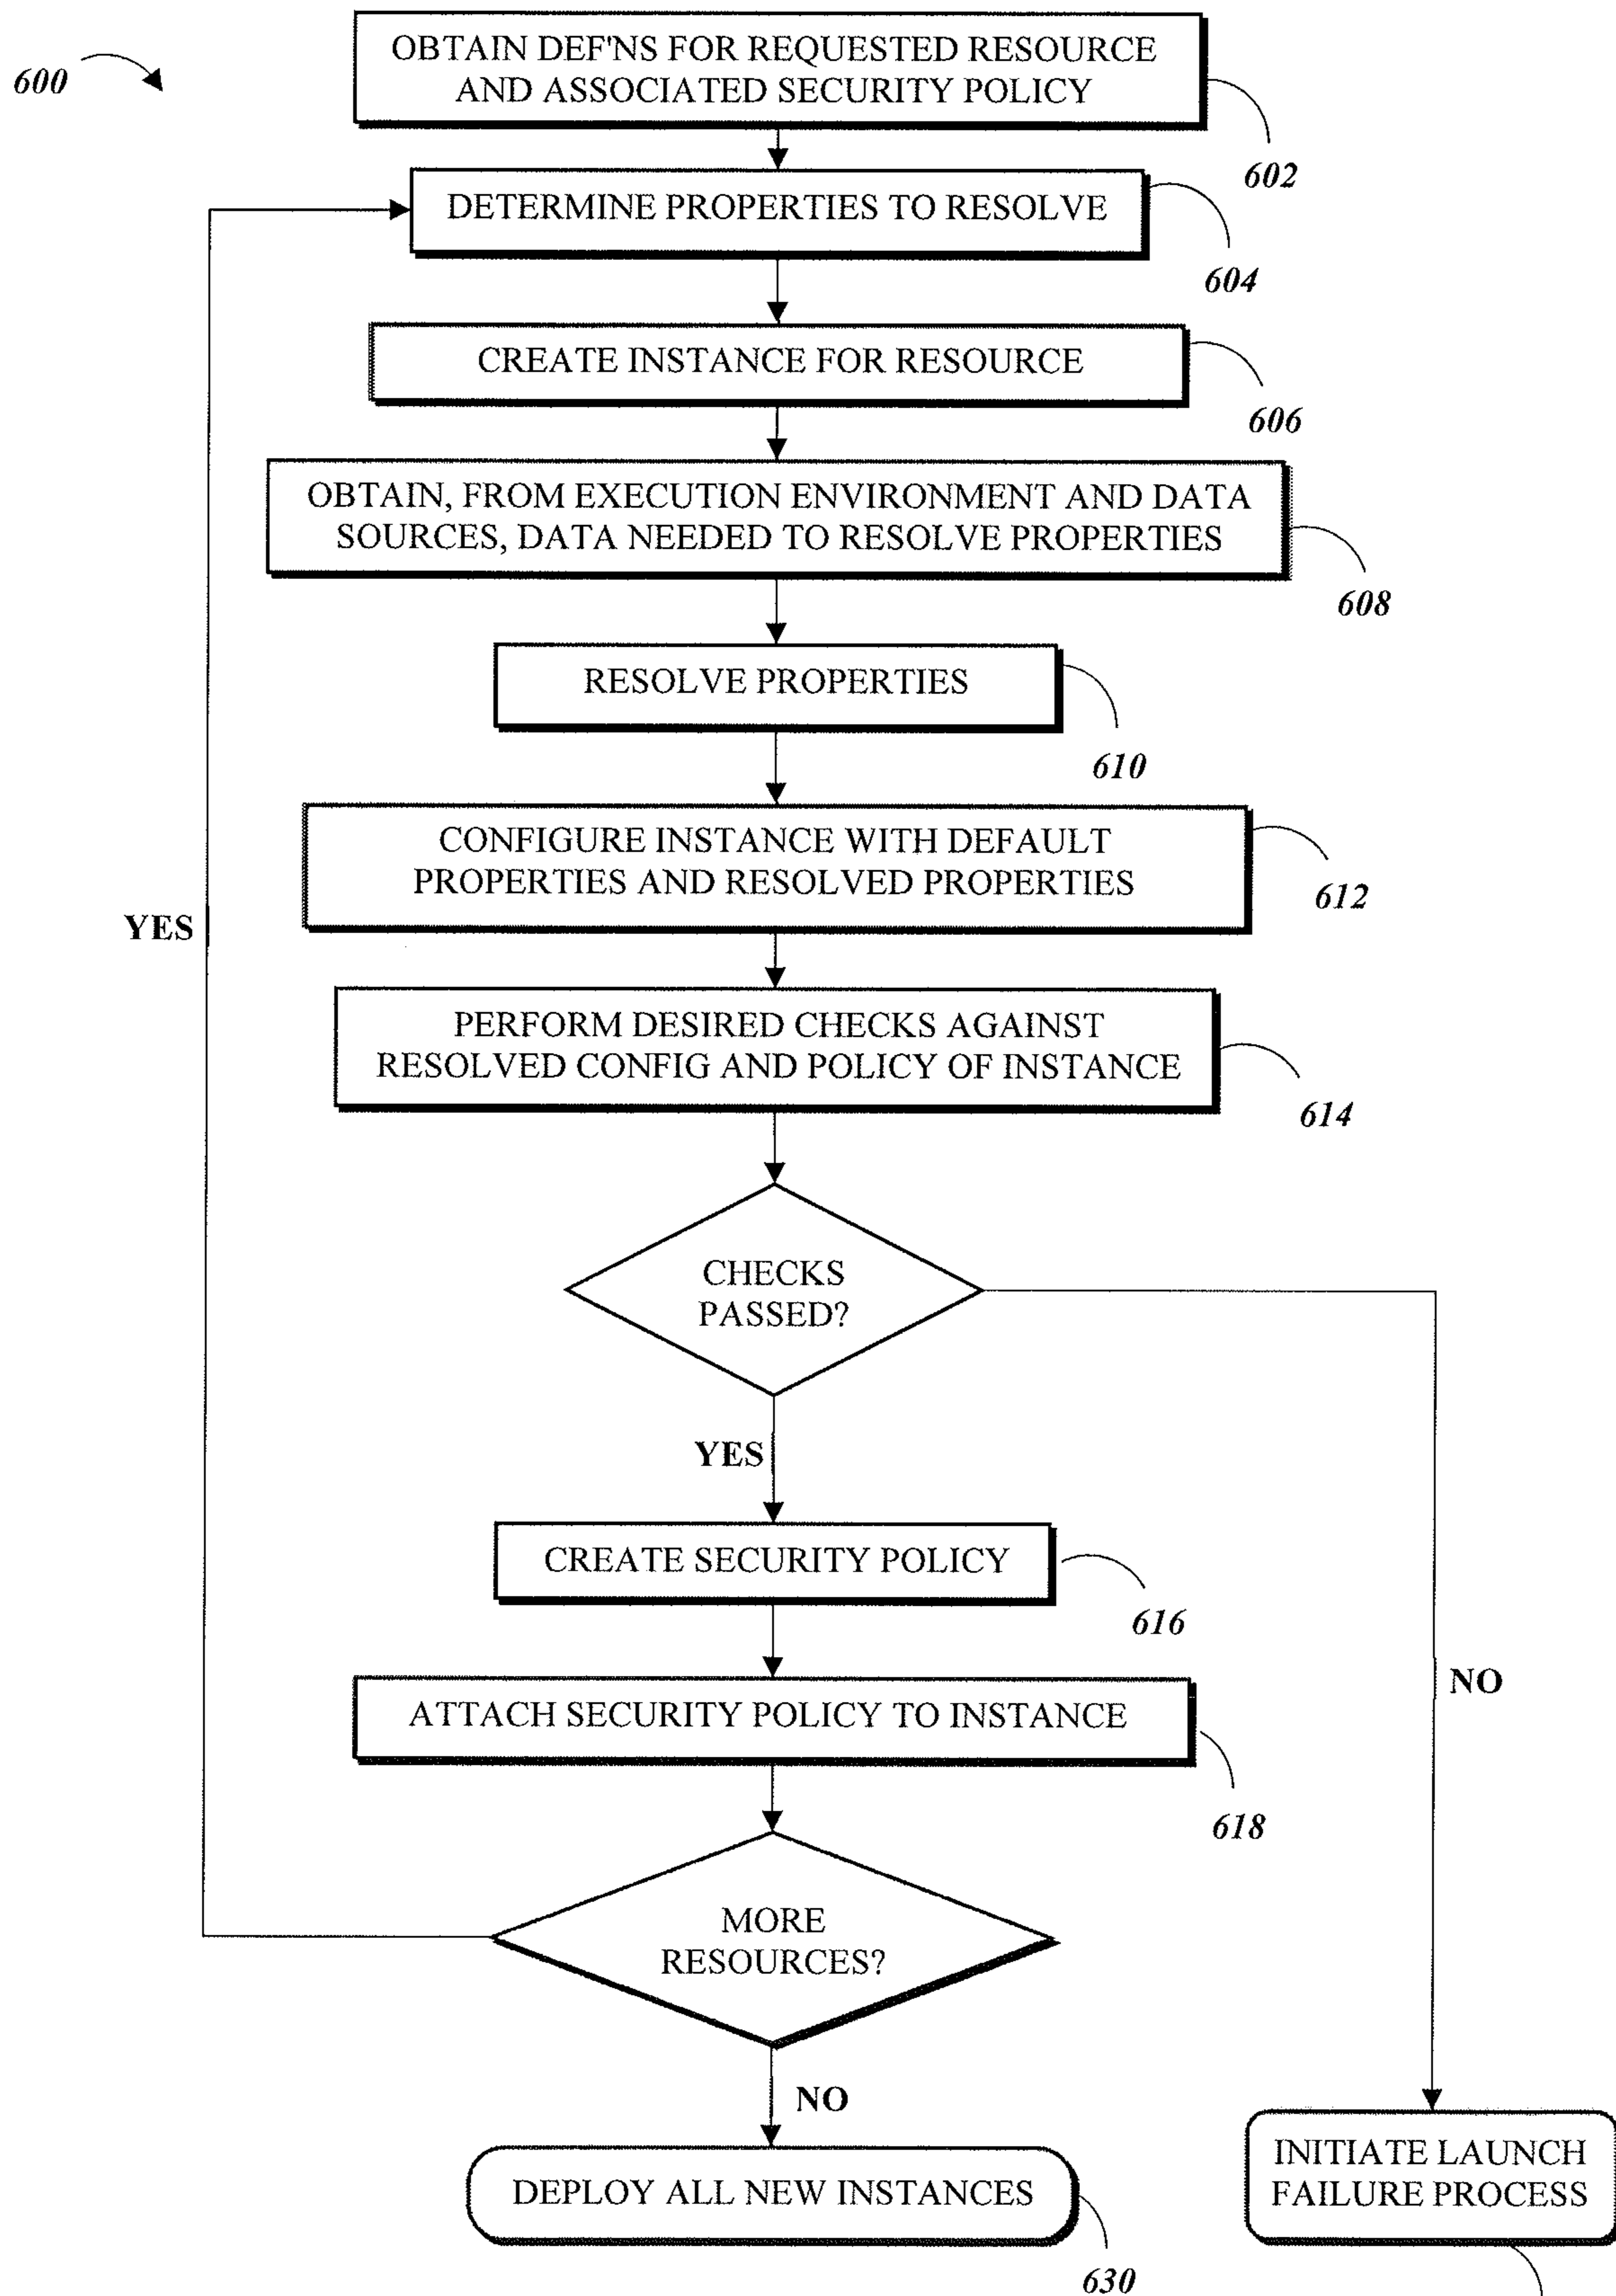 600
OBTAIN DEF'NS FOR REQUESTED RESOURCE
AND ASSOCIATED SECURITY POLICY
602
DETERMINE PROPERTIES TO RESOLVE
604
CREATE INSTANCE FOR RESOURCE
606
OBTAIN, FROM EXECUTION ENVIRONMENT AND DATA
SOURCES, DATA NEEDED TO RESOLVE PROPERTIES
608
RESOLVE PROPERTIES
610
CONFIGURE INSTANCE WITH DEFAULT
PROPERTIES AND RESOLVED PROPERTIES
612
YES
PERFORM DESIRED CHECKS AGAINST
RESOLVED CONFIG AND POLICY OF INSTANCE
614
CHECKS
PASSED?
YES
CREATE SECURITY POLICY
616
NO
ATTACH SECURITY POLICY TO INSTANCE
618
MORE
RESOURCES?
NO
INITIATE LAUNCH
FAILURE PROCESS
DEPLOY ALL NEW INSTANCES
630